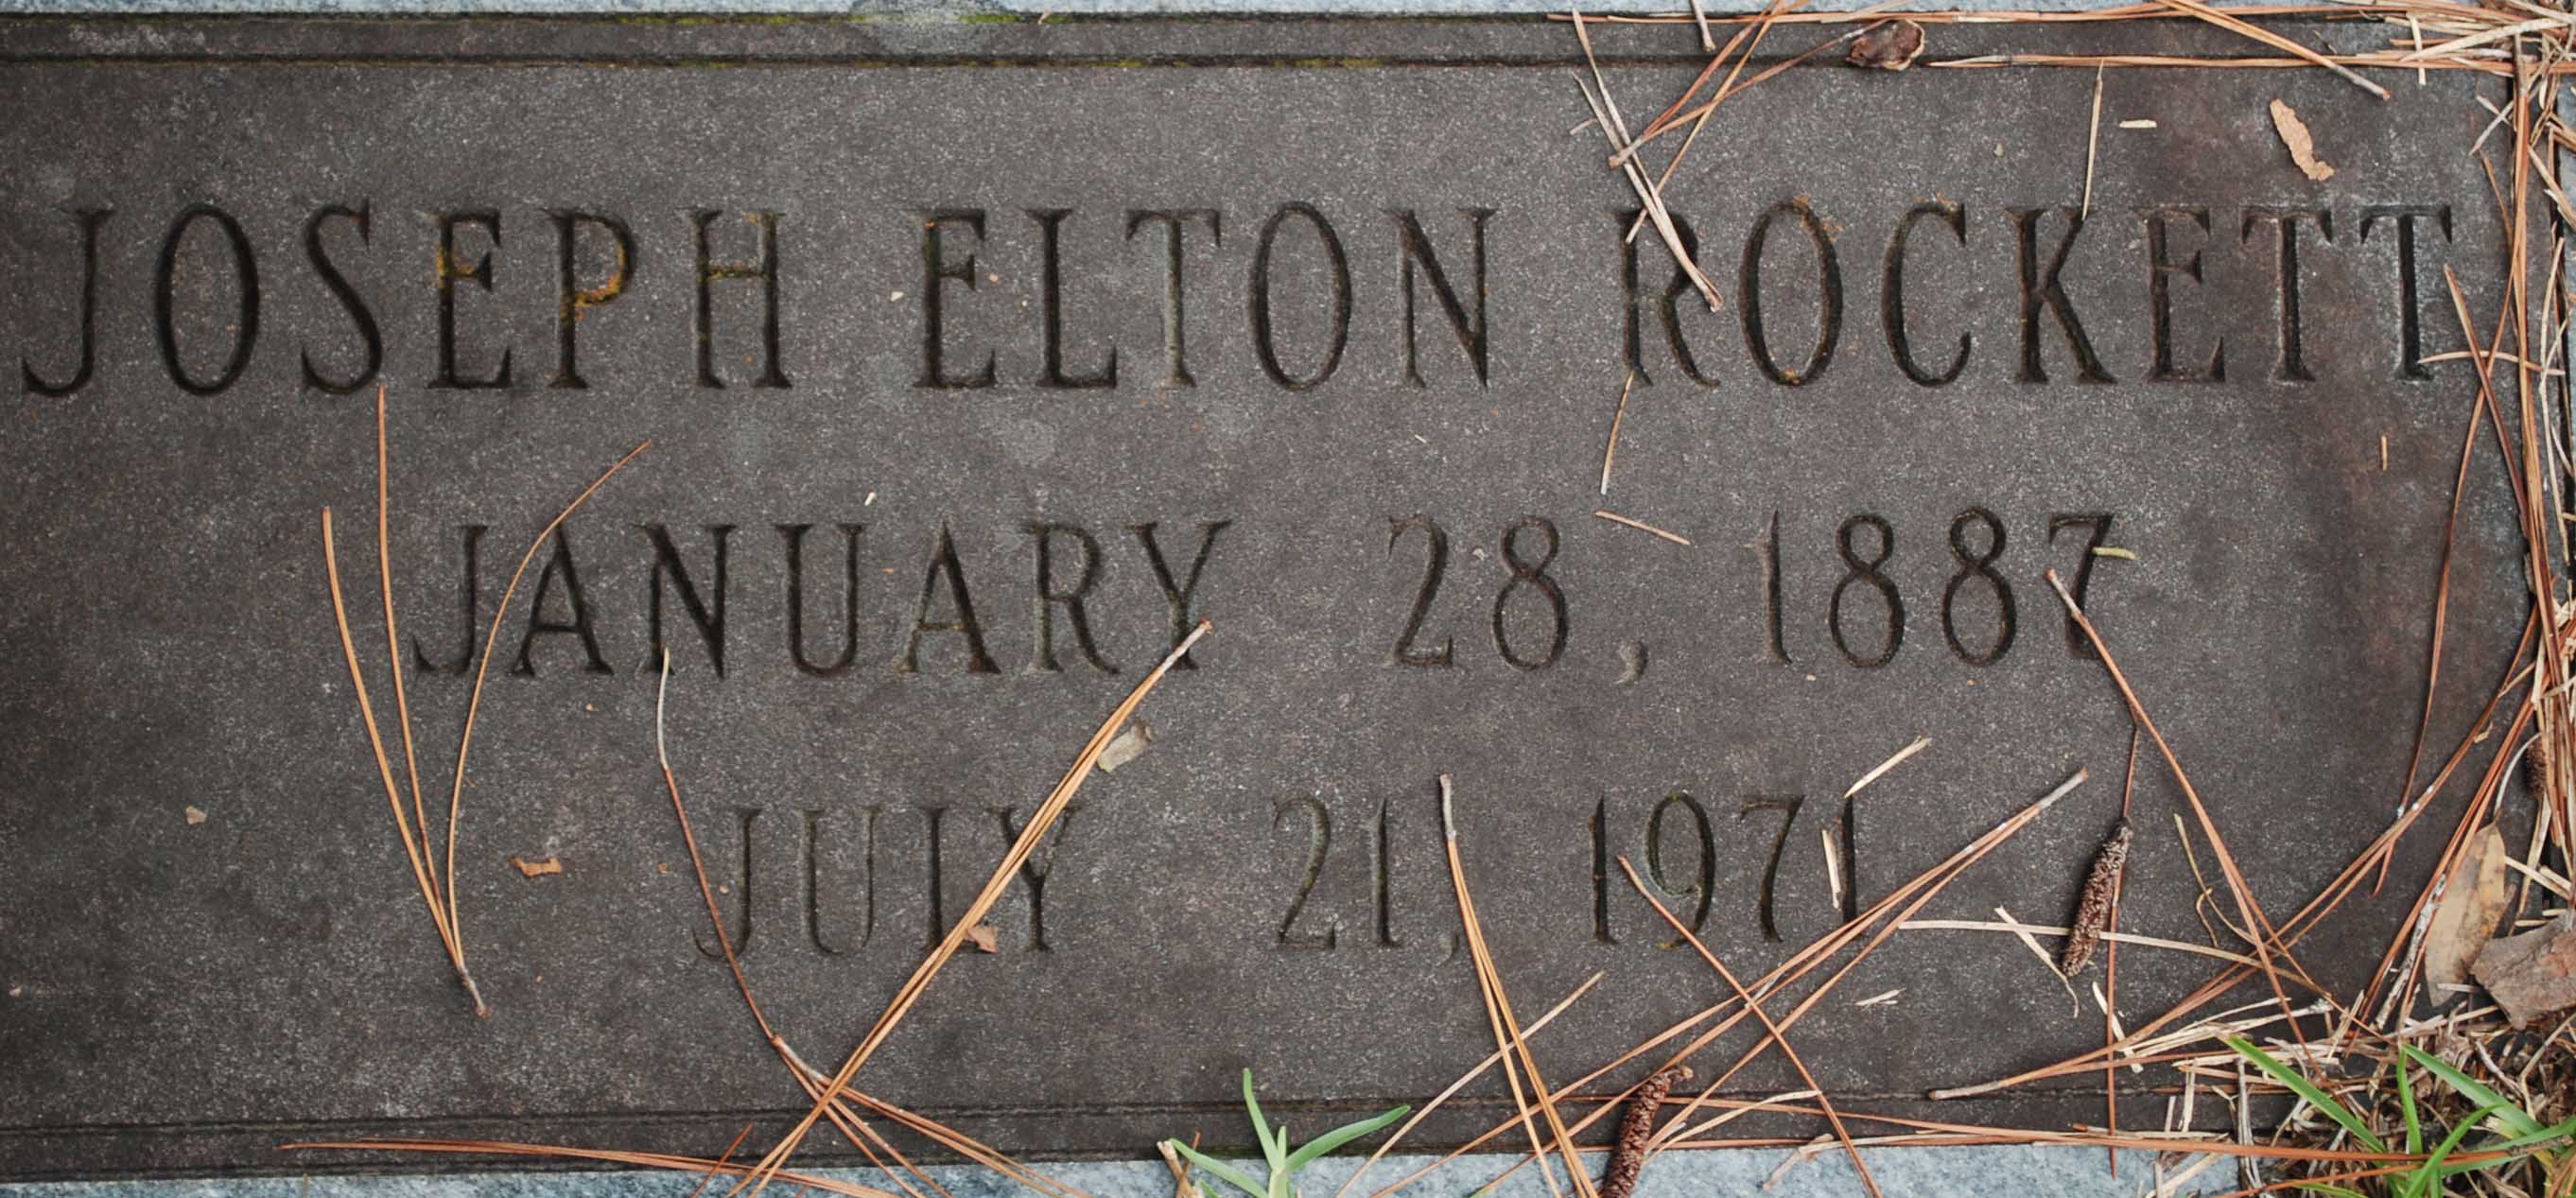 JOSEPH ELTON ROCKETT
JANUARY 28, 1887
JULY 21, 1971